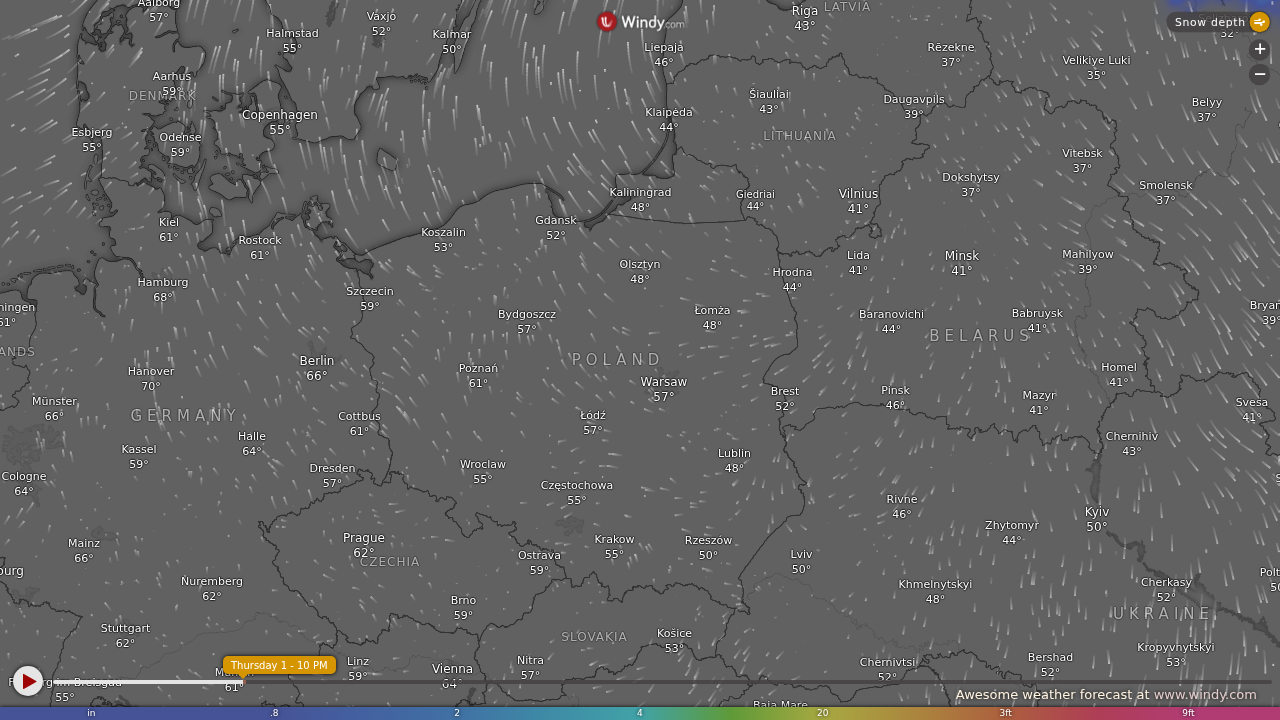 Aalborg
57°
Växjö
52°
Halmstad
55°
Kalmar
50°
Windy.com
Riga
43°
LATVIA
Snow depth
52°
+
−
Liepaja
46°
Rēzekne
37°
Velikiye Luki
35°
Aarhus
59°
DENMARK
Copenhagen
55°
Klaipėda
44°
Šiauliai
43°
Daugavpils
39°
Belyy
37°
Esbjerg
55°
Odense
59°
LITHUANIA
Vitebsk
37°
Kaliningrad
48°
Giedriai
44°
Vilnius
41°
Dokshytsy
37°
Smolensk
37°
Kiel
61°
Rostock
61°
Koszalin
53°
Gdansk
52°
Olsztyn
48°
Hrodna
44°
Lida
41°
Minsk
41°
Mahilyow
39°
Hamburg
68°
Szczecin
59°
Bydgoszcz
57°
Łomża
48°
Baranovichi
44°
Babruysk
41°
BELARUS
39°
ANDS
Hanover
70°
Berlin
66°
Poznań
61°
POLAND
Warsaw
57°
Brest
52°
Pinsk
46°
Mazyr
41°
Homel
41°
Svesa
41°
Münster
66°
GERMANY
Cottbus
61°
Łódź
57°
Chernihiv
43°
Kassel
59°
Halle
64°
Dresden
57°
Wroclaw
55°
Częstochowa
55°
Lublin
48°
Cologne
64°
Rivne
46°
Zhytomyr
44°
Kyiv
50°
Mainz
66°
Prague
62°
CZECHIA
Ostrava
59°
Krakow
55°
Rzeszów
50°
Lviv
50°
Khmelnytskyi
48°
Cherkasy
52°
UKRAINE
Nuremberg
62°
Brno
59°
Stuttgart
62°
SLOVAKIA
Košice
53°
Kropyvnytskyi
53°
Thursday 1 - 10 PM
61°
55°
Linz
59°
Vienna
64°
Nitra
57°
Chernivtsi
52°
Bershad
52°
Baia Mare
Awesome weather forecast at www.windy.com
in .8 2 4 20 3ft 9ft